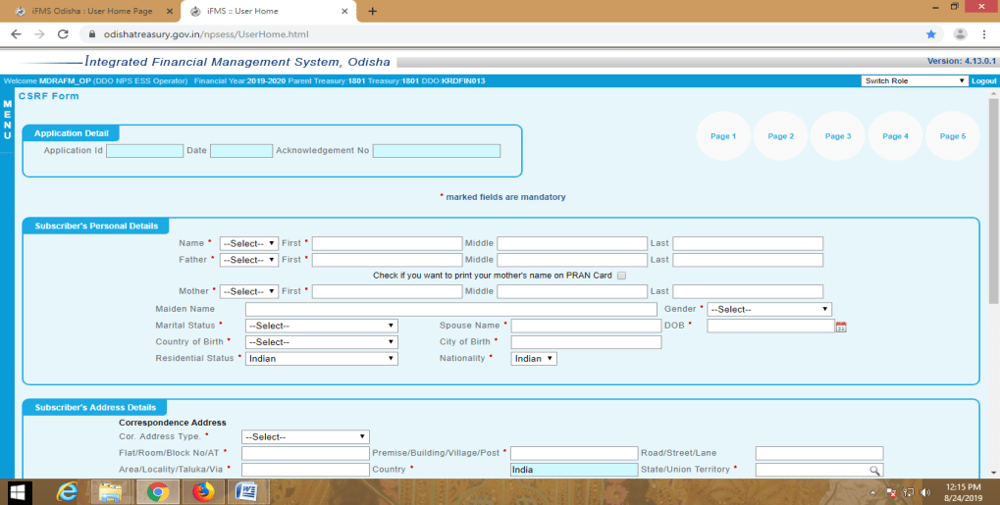 iFMS Odisha : User Home Page × iFMS :: User Home × +
odishatreasury.gov.in/npsess/UserHome.html
Integrated Financial Management System, Odisha Version: 4.13.0.1
Welcome MDRAFM_OP (DDO NPS ESS Operator) Financial Year:2019-2020 Parent Treasury:1801 Treasury:1801 DDO:KRDFIN013 Switch Role Logout
MENU
CSRF Form
Application Detail
Application Id Date Acknowledgement No
Page 1 Page 2 Page 3 Page 4 Page 5
* marked fields are mandatory
Subscriber's Personal Details
Name * --Select-- First * Middle Last
Father * --Select-- First * Middle Last
Check if you want to print your mother's name on PRAN Card
Mother * --Select-- First * Middle Last
Maiden Name Gender * --Select--
Marital Status * --Select-- Spouse Name * DOB *
Country of Birth * --Select-- City of Birth *
Residential Status * Indian Nationality * Indian
Subscriber's Address Details
Correspondence Address
Cor. Address Type. * --Select--
Flat/Room/Block No/AT * Premise/Building/Village/Post * Road/Street/Lane
Area/Locality/Taluka/Via * Country * India State/Union Territory *
12:15 PM
8/24/2019